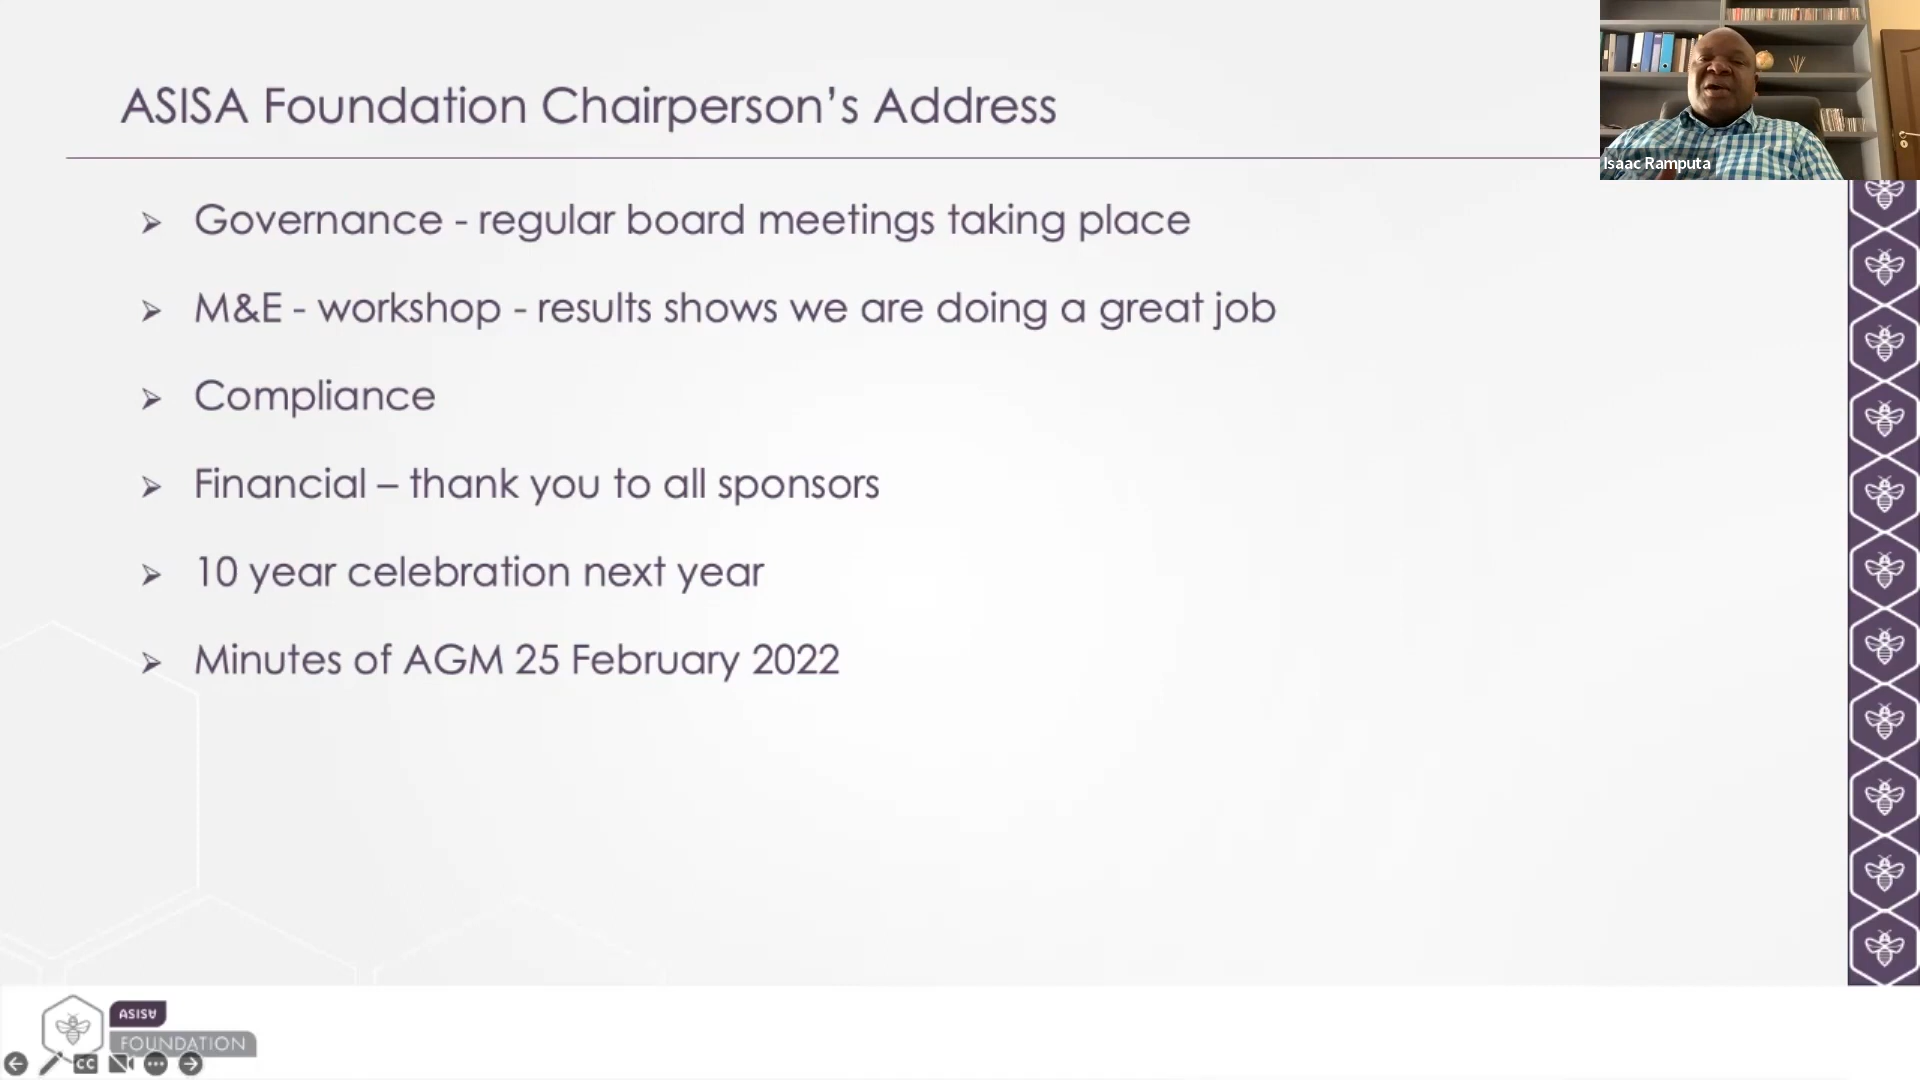 ASISA Foundation Chairperson’s Address
Isaac Ramputa
Governance - regular board meetings taking place
M&E - workshop - results shows we are doing a great job
Compliance
Financial – thank you to all sponsors
10 year celebration next year
Minutes of AGM 25 February 2022
ASISA
FOUNDATION
CC